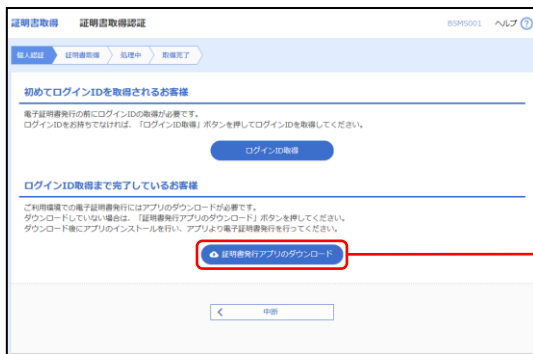 証明書取得 証明書取得認証 BSMS001 ヘルプ ?
個人認証 証明書取得 処理中 取得完了
初めてログインIDを取得されるお客様
電子証明書発行の前にログインIDの取得が必要です。
ログインIDをお持ちでなければ、「ログインID取得」ボタンを押してログインIDを取得してください。
ログインID取得
ログインID取得まで完了しているお客様
ご利用環境での電子証明書発行にはアプリのダウンロードが必要です。
ダウンロードしていない場合は、「証明書発行アプリのダウンロード」ボタンを押してください。
ダウンロード後にアプリのインストールを行い、アプリより電子証明書発行を行ってください。
証明書発行アプリのダウンロード
中断